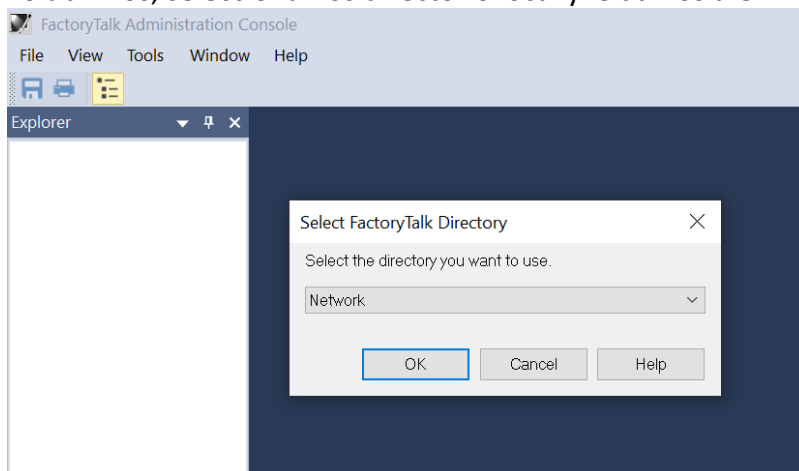 FactoryTalk Administration Console
File View Tools Window Help
Explorer
Select FactoryTalk Directory
Select the directory you want to use.
Network
OK Cancel Help